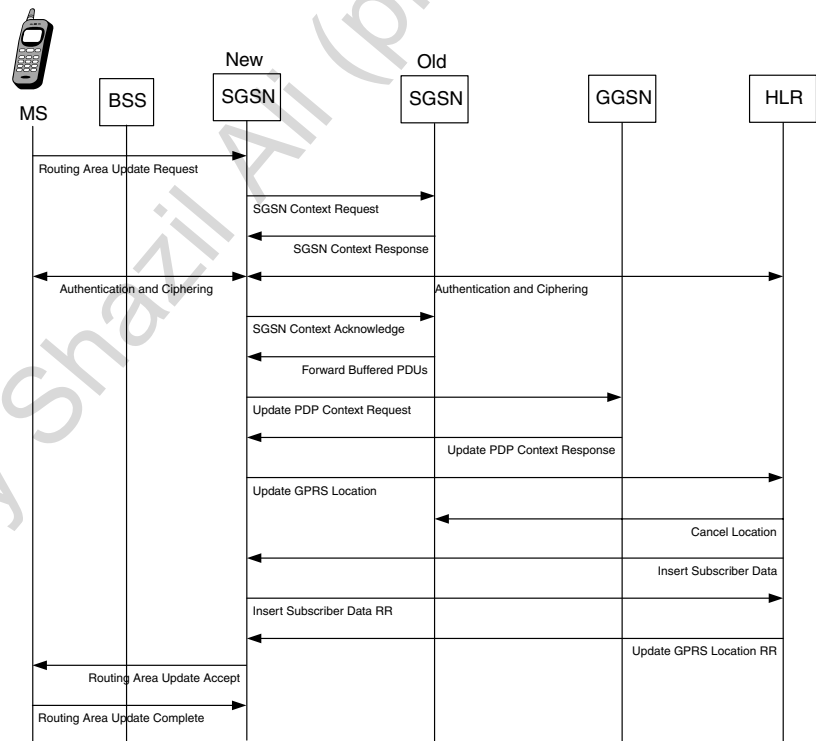 New
Old
MS
BSS
SGSN
SGSN
GGSN
HLR
Routing Area Update Request
SGSN Context Request
SGSN Context Response
Authentication and Ciphering
Authentication and Ciphering
SGSN Context Acknowledge
Forward Buffered PDUs
Update PDP Context Request
Update PDP Context Response
Update GPRS Location
Cancel Location
Insert Subscriber Data
Insert Subscriber Data RR
Update GPRS Location RR
Routing Area Update Accept
Routing Area Update Complete
y Shazil Ali (p